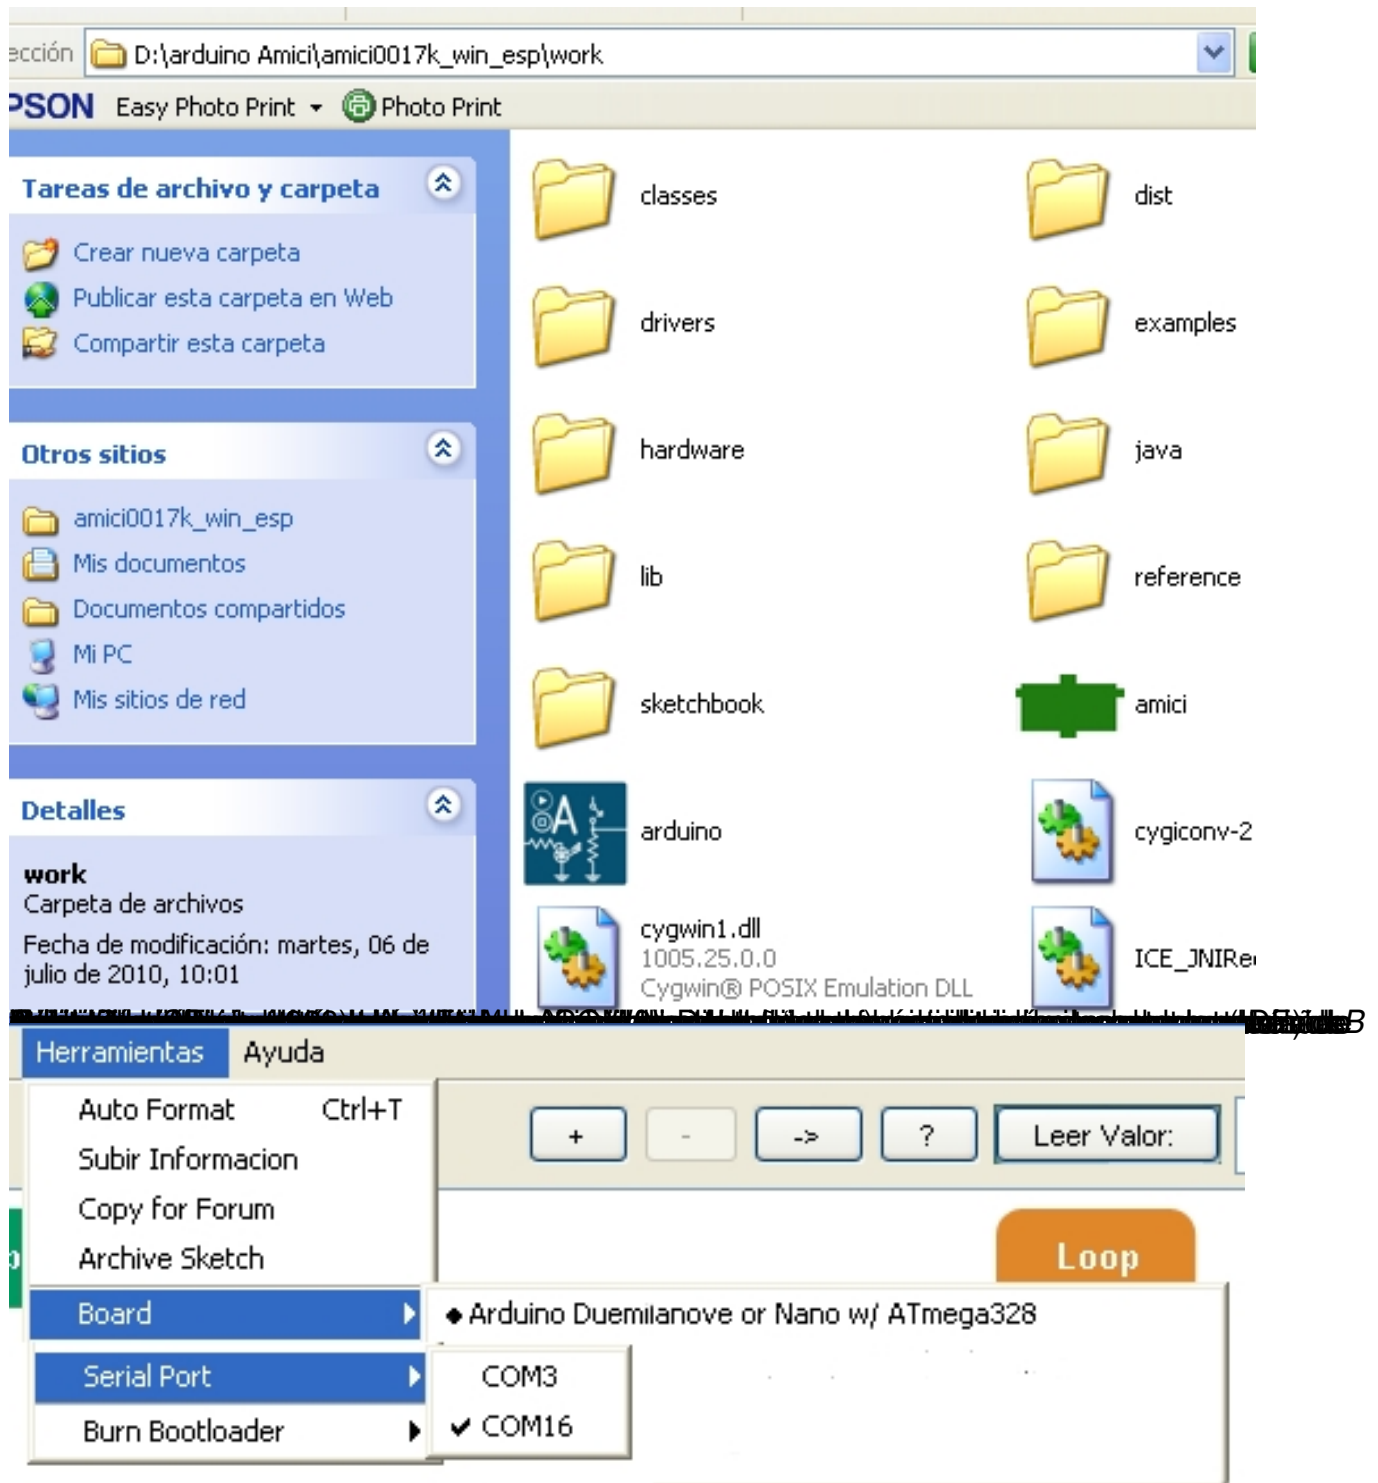 ección D:\arduino Amici\amici0017k_win_esp\work
PSON Easy Photo Print Photo Print
Tareas de archivo y carpeta
Crear nueva carpeta
Publicar esta carpeta en Web
Compartir esta carpeta
Otros sitios
amici0017k_win_esp
Mis documentos
Documentos compartidos
Mi PC
Mis sitios de red
Detalles
work
Carpeta de archivos
Fecha de modificación: martes, 06 de
julio de 2010, 10:01
classes
dist
drivers
examples
hardware
java
lib
reference
sketchbook
amici
arduino
cygiconv-2
cygwin1.dll
1005.25.0.0
Cygwin® POSIX Emulation DLL
ICE_JNIRe
Herramientas Ayuda
Auto Format Ctrl+T
Subir Informacion
Copy for Forum
Archive Sketch
Board
Serial Port
Burn Bootloader
+ - -> ? Leer Valor:
Loop
Arduino Duemilanove or Nano w/ ATmega328
COM3
COM16